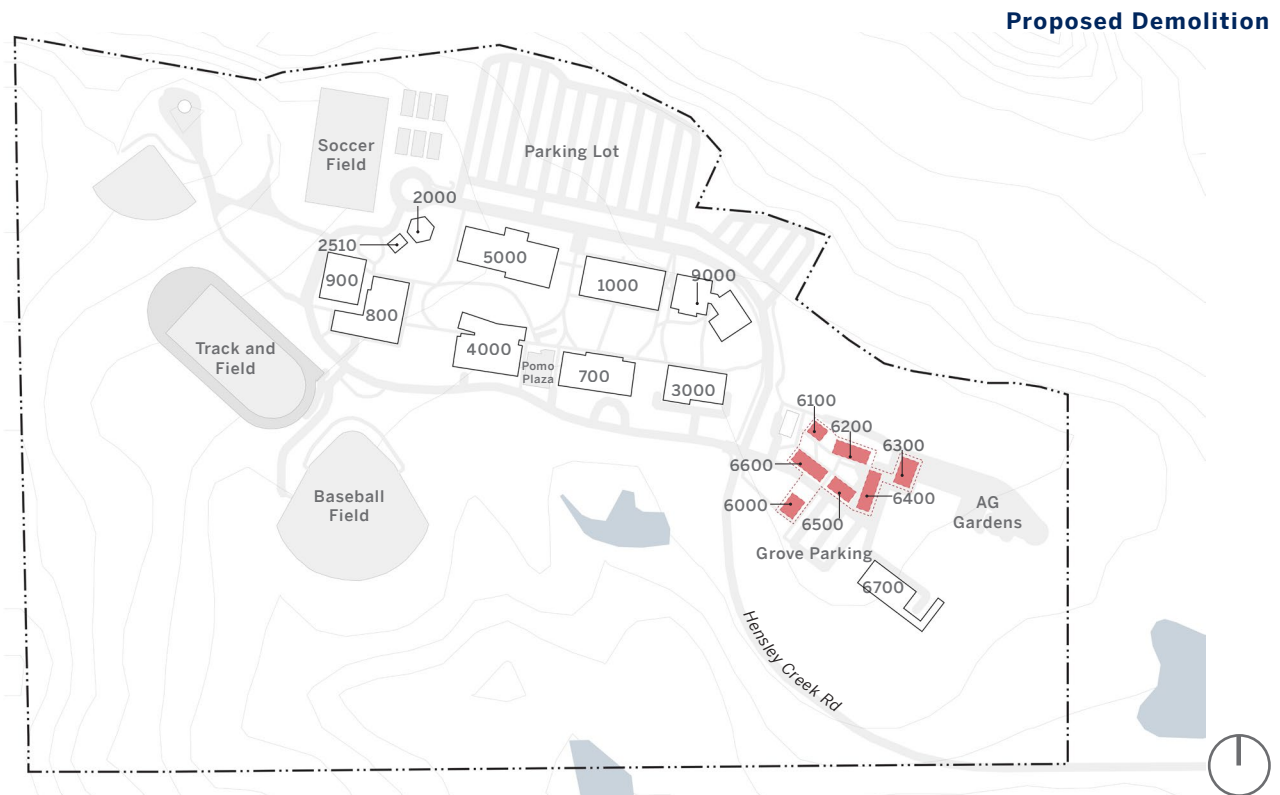 Proposed Demolition
Soccer
Field
Parking Lot
2000
2510
5000
900
1000
9000
800
Track and
Field
4000
Pomo
Plaza
700
3000
6100
6200
6300
6600
6000
6500
6400
AG
Gardens
Baseball
Field
Grove Parking
6700
Hensley Creek Rd